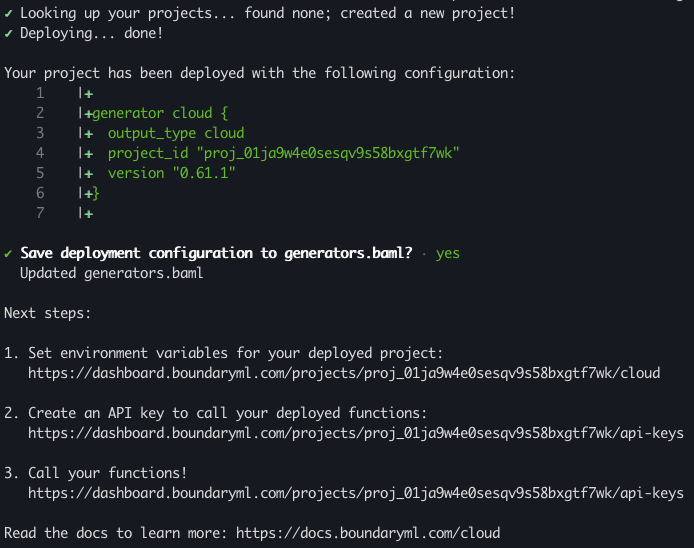 ✔ Looking up your projects... found none; created a new project!
✔ Deploying... done!
Your project has been deployed with the following configuration:
1 |+
2 |+generator cloud {
3 |+  output_type cloud
4 |+  project_id "proj_01ja9w4e0sesqv9s58bxgtf7wk"
5 |+  version "0.61.1"
6 |+}
7 |+
✔ Save deployment configuration to generators.baml? · yes
Updated generators.baml
Next steps:
1. Set environment variables for your deployed project:
https://dashboard.boundaryml.com/projects/proj_01ja9w4e0sesqv9s58bxgtf7wk/cloud
2. Create an API key to call your deployed functions:
https://dashboard.boundaryml.com/projects/proj_01ja9w4e0sesqv9s58bxgtf7wk/api-keys
3. Call your functions!
https://dashboard.boundaryml.com/projects/proj_01ja9w4e0sesqv9s58bxgtf7wk/api-keys
Read the docs to learn more: https://docs.boundaryml.com/cloud